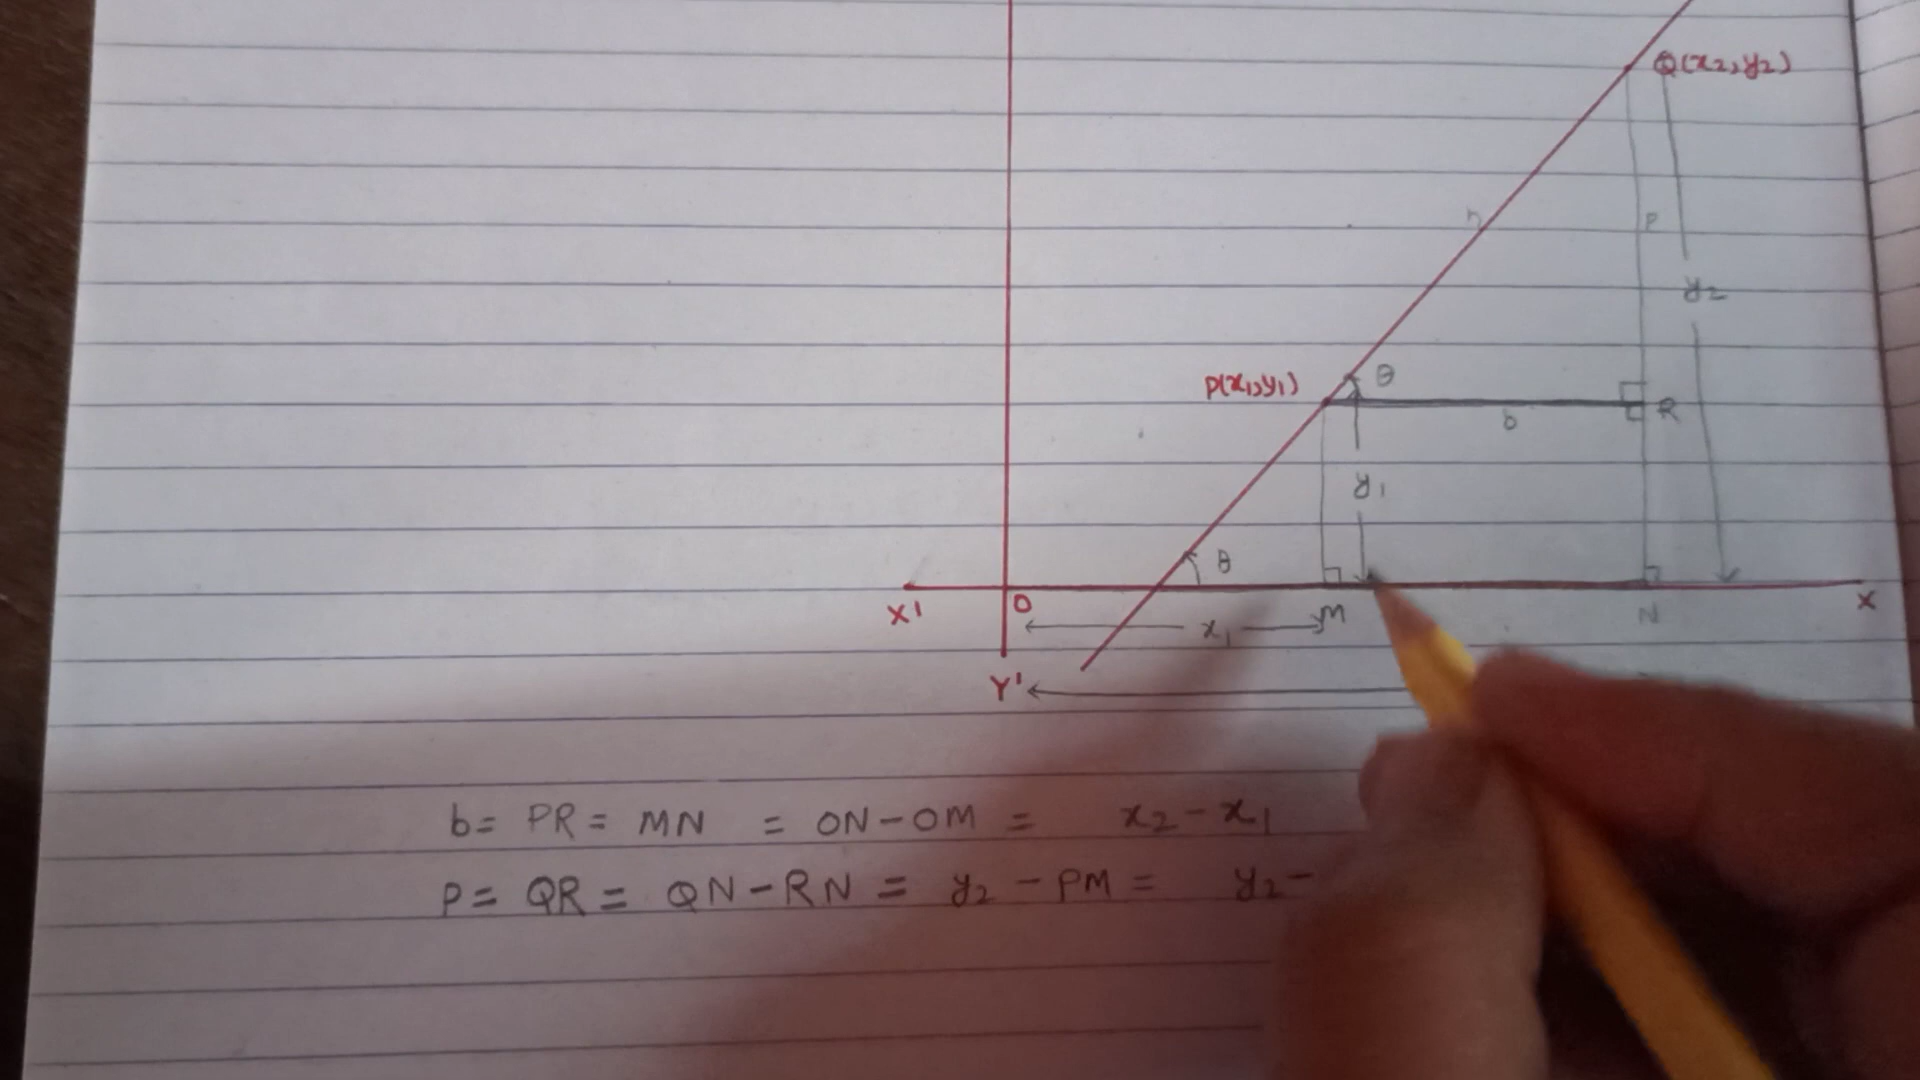 Q(x₂,y₂)
h
P
y₂
P(x₁,y₁)
θ
b
R
y₁
θ
X'
O
x₁
M
N
X
Y'
b = PR = MN = ON - OM = x₂ - x₁
P = QR = QN - RN = y₂ - PM = y₂ -